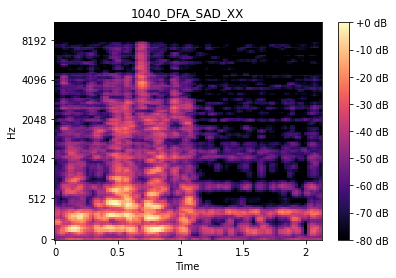 1040_DFA_SAD_XX
Hz
8192
4096
2048
1024
512
0
0
0.5
1
1.5
2
Time
+0 dB
-10 dB
-20 dB
-30 dB
-40 dB
-50 dB
-60 dB
-70 dB
-80 dB